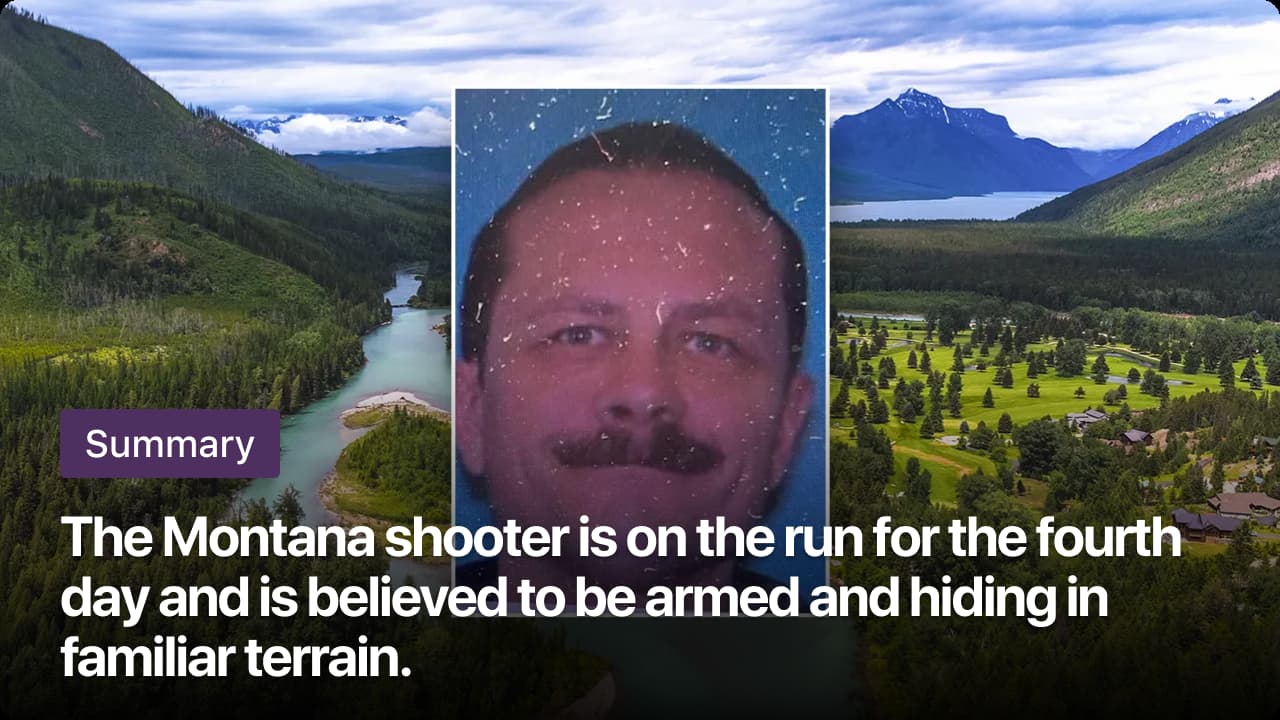 Summary
The Montana shooter is on the run for the fourth
day and is believed to be armed and hiding in
familiar terrain.